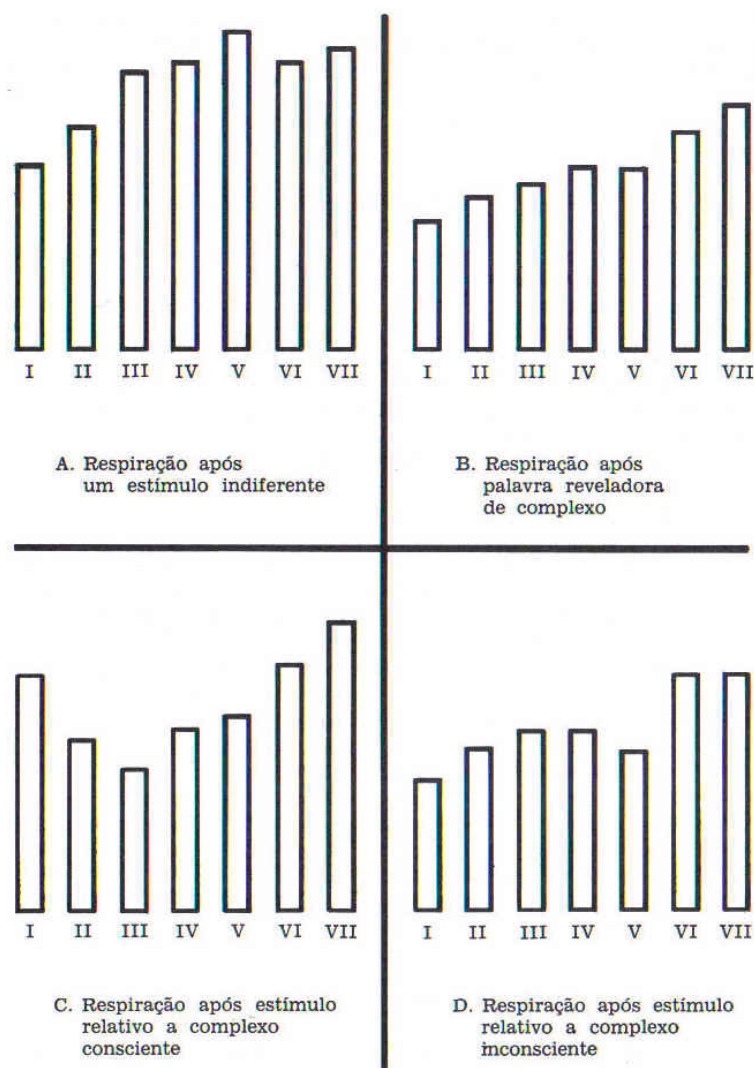 I II III IV V VI VII
A. Respiração após
um estímulo indiferente
I II III IV V VI VII
B. Respiração após
palavra reveladora
de complexo
I II III IV V VI VII
C. Respiração após estímulo
relativo a complexo
consciente
I II III IV V VI VII
D. Respiração após estímulo
relativo a complexo
inconsciente